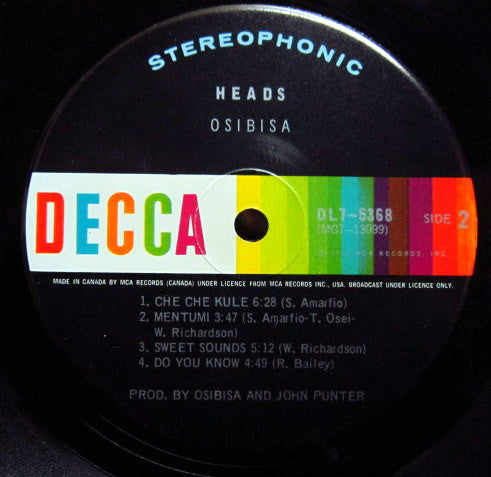 STEREOPHONIC
HEADS
OSIBISA
DECCA
DL7-5368
(MG7-13099)
SIDE 2
MCA RECORDS, INC.
MADE IN CANADA BY MCA RECORDS (CANADA) UNDER LICENCE FROM MCA RECORDS INC., USA. BROADCAST UNDER LICENCE ONLY.
1. CHE CHE KULE 6:28 (S. Amarfio)
2. MENTUMI 3:47 (S. Amarfio-T. Osei-
W. Richardson)
3. SWEET SOUNDS 5:12 (W. Richardson)
4. DO YOU KNOW 4:49 (R. Bailey)
PROD. BY OSIBISA AND JOHN PUNTER